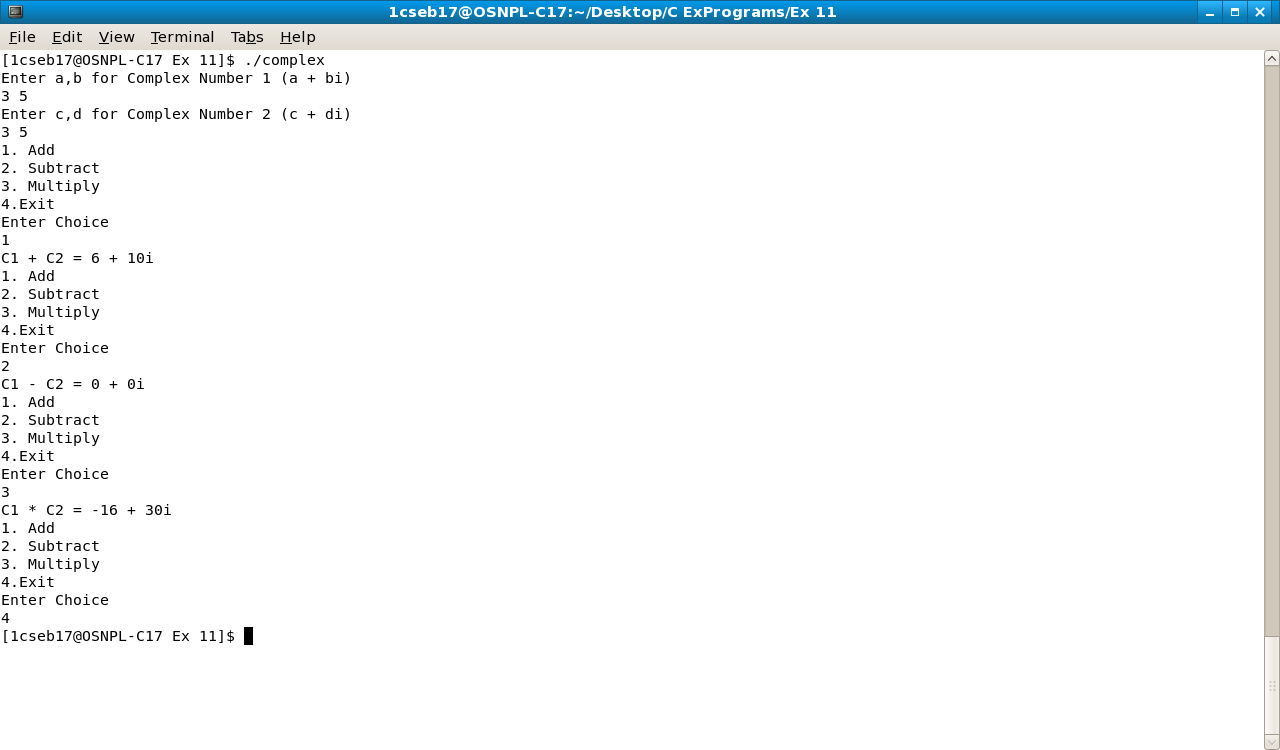 1cseb17@OSNPL-C17:~/Desktop/C ExPrograms/Ex 11
File Edit View Terminal Tabs Help
[1cseb17@OSNPL-C17 Ex 11]$ ./complex
Enter a,b for Complex Number 1 (a + bi)
3 5
Enter c,d for Complex Number 2 (c + di)
3 5
1. Add
2. Subtract
3. Multiply
4.Exit
Enter Choice
1
C1 + C2 = 6 + 10i
1. Add
2. Subtract
3. Multiply
4.Exit
Enter Choice
2
C1 - C2 = 0 + 0i
1. Add
2. Subtract
3. Multiply
4.Exit
Enter Choice
3
C1 * C2 = -16 + 30i
1. Add
2. Subtract
3. Multiply
4.Exit
Enter Choice
4
[1cseb17@OSNPL-C17 Ex 11]$